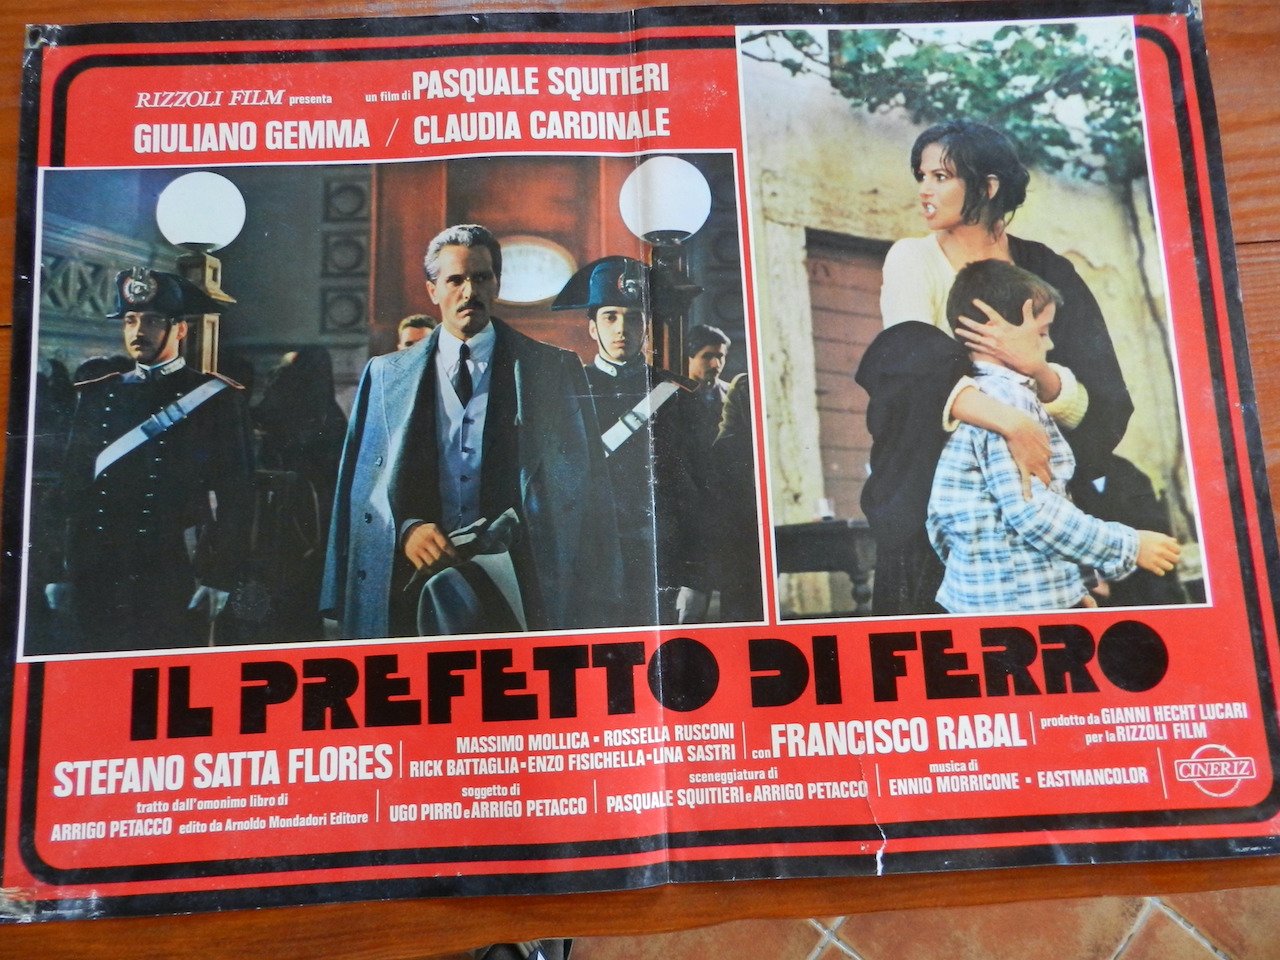 RIZZOLI FILM presenta un film di PASQUALE SQUITIERI
GIULIANO GEMMA / CLAUDIA CARDINALE
IL PREFETTO DI FERRO
STEFANO SATTA FLORES
MASSIMO MOLLICA - ROSSELLA RUSCONI
RICK BATTAGLIA - ENZO FISICHELLA - LINA SASTRI
con FRANCISCO RABAL
prodotto da GIANNI HECHT LUCARI
per la RIZZOLI FILM
tratto dall'omonimo libro di
ARRIGO PETACCO edito da Arnoldo Mondadori Editore
soggetto di
UGO PIRRO e ARRIGO PETACCO
sceneggiatura di
PASQUALE SQUITIERI e ARRIGO PETACCO
musica di
ENNIO MORRICONE - EASTMANCOLOR
CINERIZ